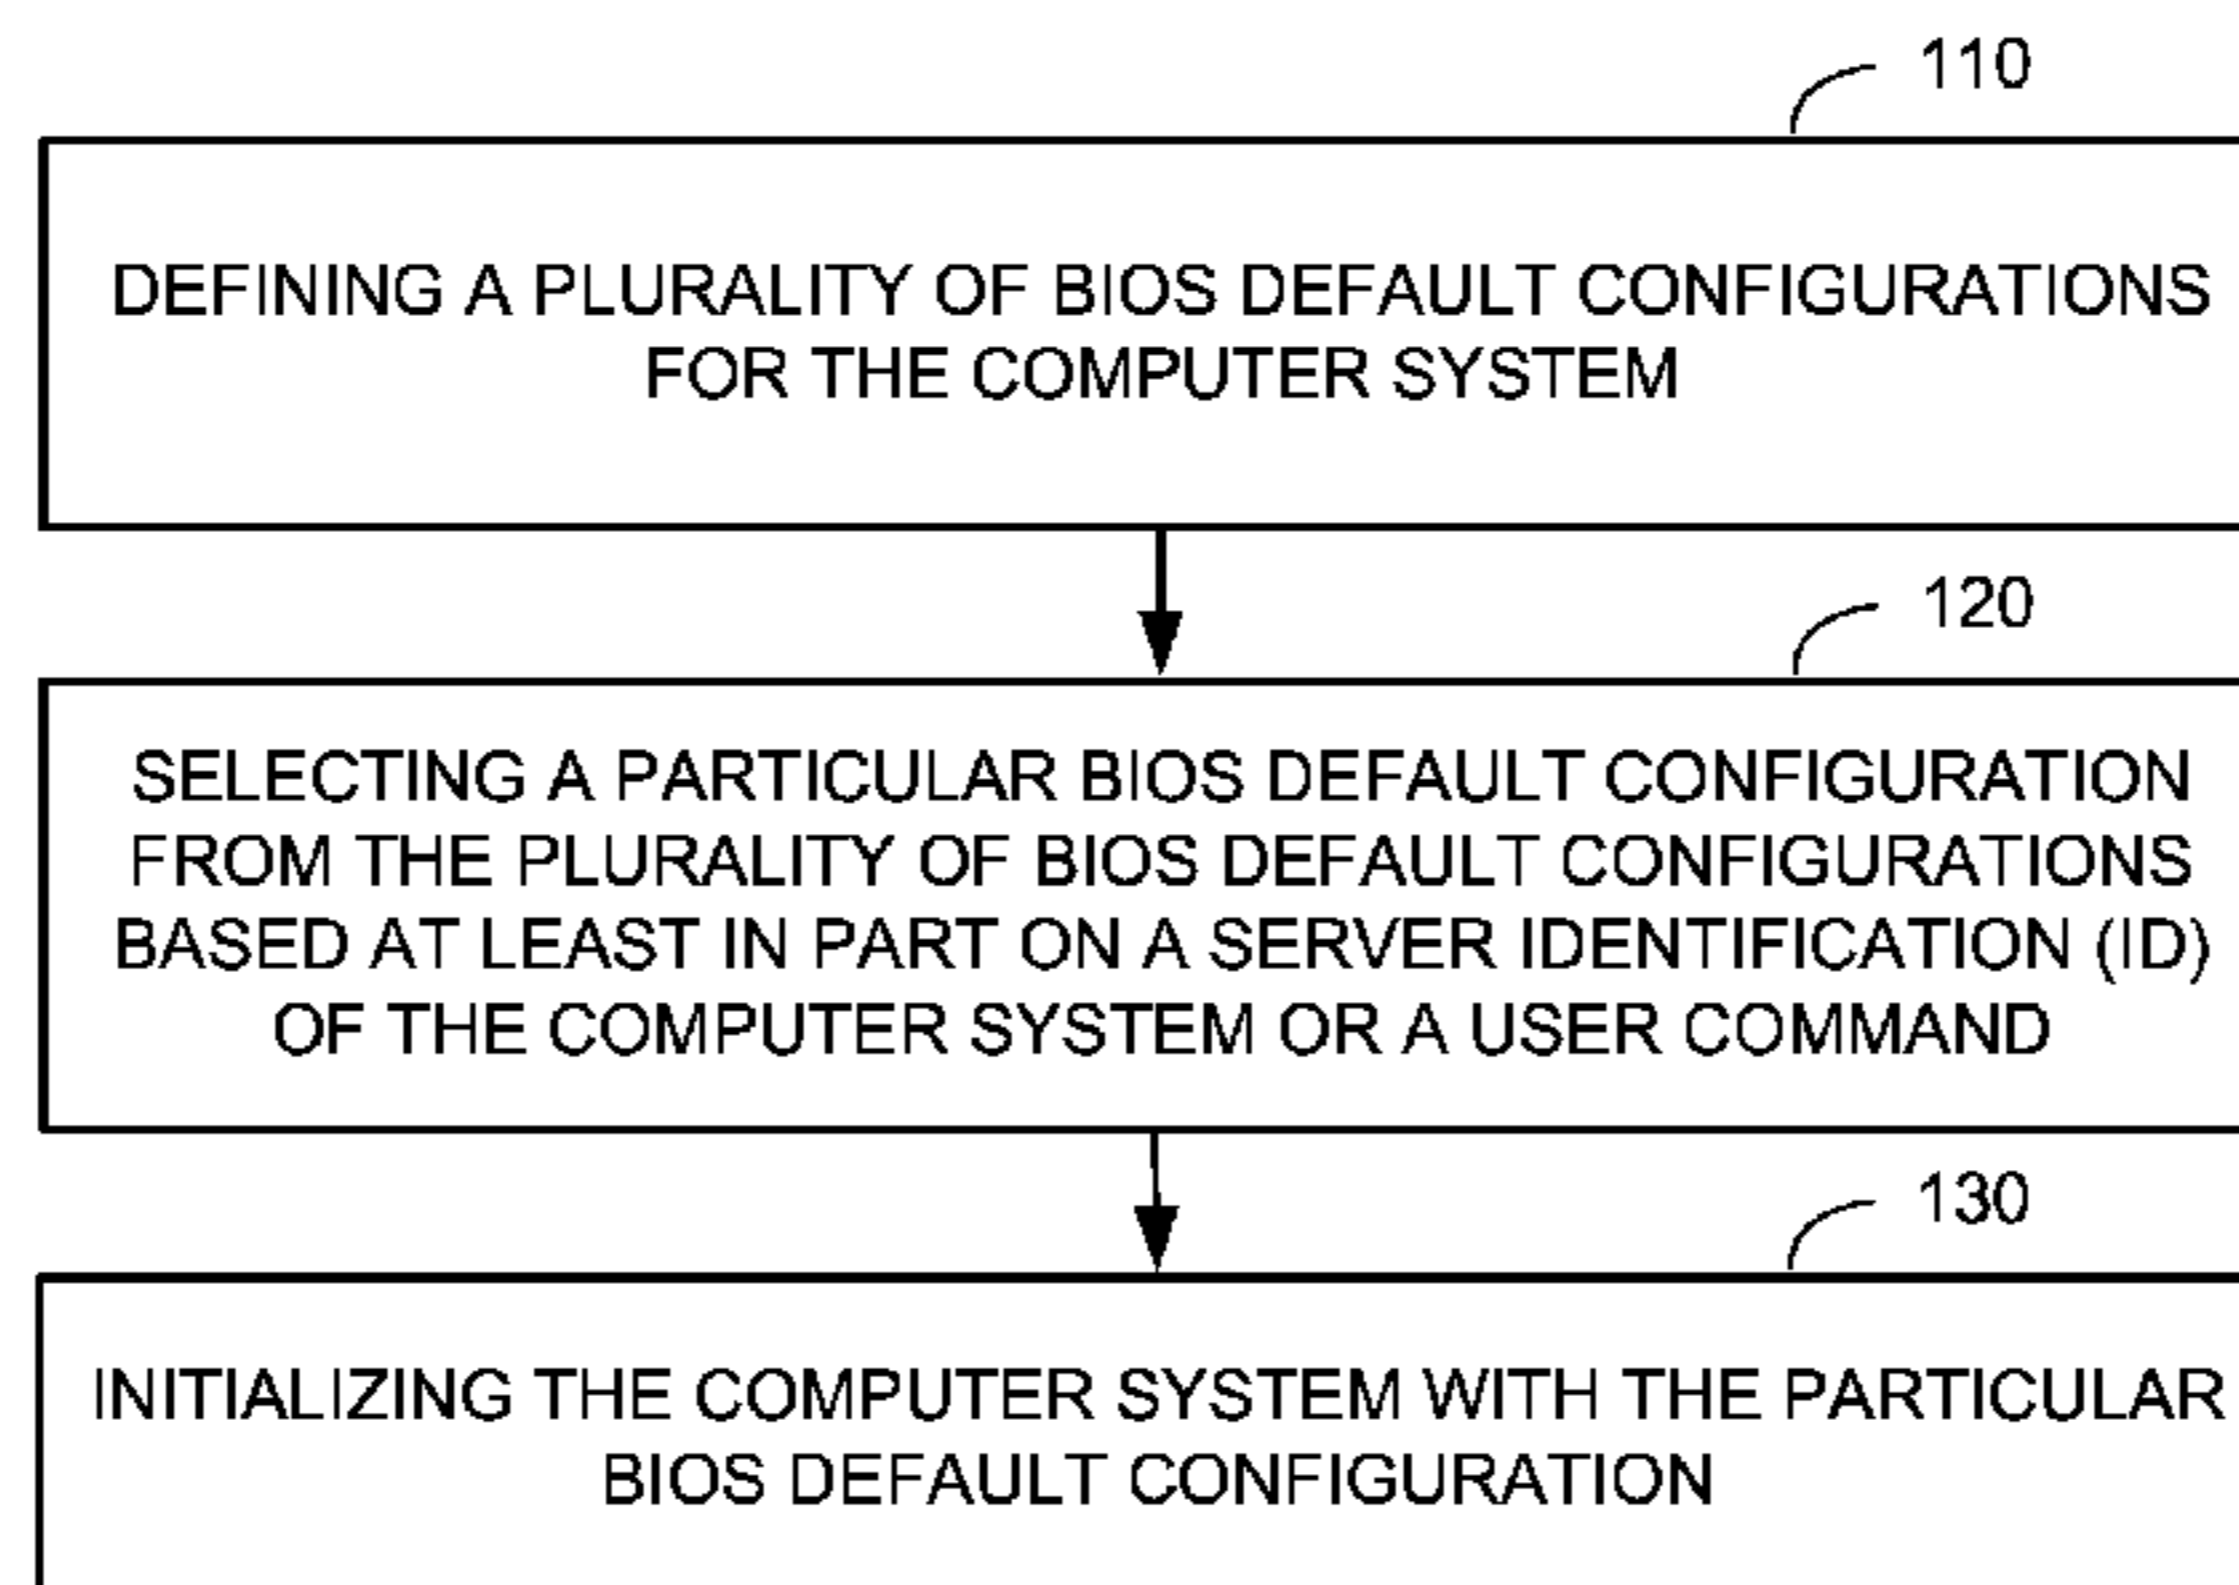 110
DEFINING A PLURALITY OF BIOS DEFAULT CONFIGURATIONS
FOR THE COMPUTER SYSTEM
120
SELECTING A PARTICULAR BIOS DEFAULT CONFIGURATION
FROM THE PLURALITY OF BIOS DEFAULT CONFIGURATIONS
BASED AT LEAST IN PART ON A SERVER IDENTIFICATION (ID)
OF THE COMPUTER SYSTEM OR A USER COMMAND
130
INITIALIZING THE COMPUTER SYSTEM WITH THE PARTICULAR
BIOS DEFAULT CONFIGURATION